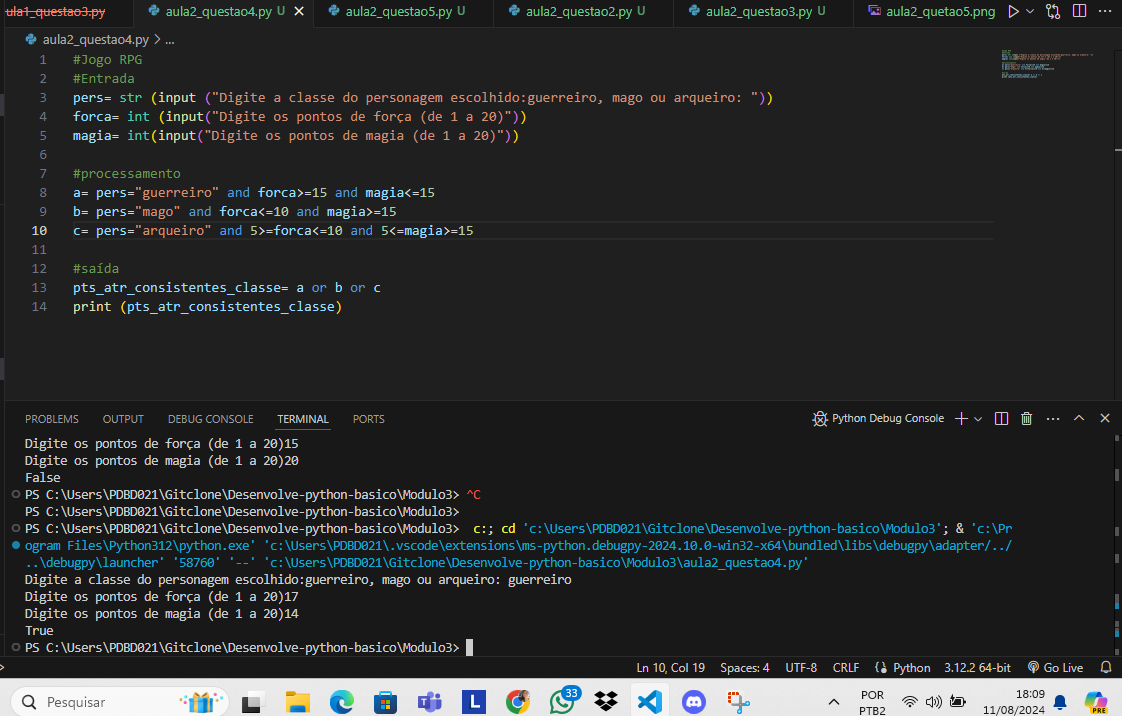 ula1_questao3.py
aula2_questao4.py U
aula2_questao5.py U
aula2_questao2.py U
aula2_questao3.py U
aula2_quetao5.png
aula2_questao4.py > ...
1 #Jogo RPG
2 #Entrada
3 pers= str (input ("Digite a classe do personagem escolhido:guerreiro, mago ou arqueiro: "))
4 forca= int (input("Digite os pontos de força (de 1 a 20)"))
5 magia= int(input("Digite os pontos de magia (de 1 a 20)"))
6
7 #processamento
8 a= pers="guerreiro" and forca>=15 and magia<=15
9 b= pers="mago" and forca<=10 and magia>=15
10 c= pers="arqueiro" and 5>=forca<=10 and 5<=magia>=15
11
12 #saída
13 pts_atr_consistentes_classe= a or b or c
14 print (pts_atr_consistentes_classe)
PROBLEMS OUTPUT DEBUG CONSOLE TERMINAL PORTS
Python Debug Console
Digite os pontos de força (de 1 a 20)15
Digite os pontos de magia (de 1 a 20)20
False
PS C:\Users\PDBD021\Gitclone\Desenvolve-python-basico\Modulo3> ^C
PS C:\Users\PDBD021\Gitclone\Desenvolve-python-basico\Modulo3>
PS C:\Users\PDBD021\Gitclone\Desenvolve-python-basico\Modulo3>  c:; cd 'c:\Users\PDBD021\Gitclone\Desenvolve-python-basico\Modulo3'; & 'c:\Pr
ogram Files\Python312\python.exe' 'c:\Users\PDBD021\.vscode\extensions\ms-python.debugpy-2024.10.0-win32-x64\bundled\libs\debugpy\adapter/../
..\debugpy\launcher' '58760' '--' 'c:\Users\PDBD021\Gitclone\Desenvolve-python-basico\Modulo3\aula2_questao4.py'
Digite a classe do personagem escolhido:guerreiro, mago ou arqueiro: guerreiro
Digite os pontos de força (de 1 a 20)17
Digite os pontos de magia (de 1 a 20)14
True
PS C:\Users\PDBD021\Gitclone\Desenvolve-python-basico\Modulo3>
Ln 10, Col 19 Spaces: 4 UTF-8 CRLF Python 3.12.2 64-bit Go Live
Pesquisar
L
33
POR
PTB2
18:09
11/08/2024
PRE